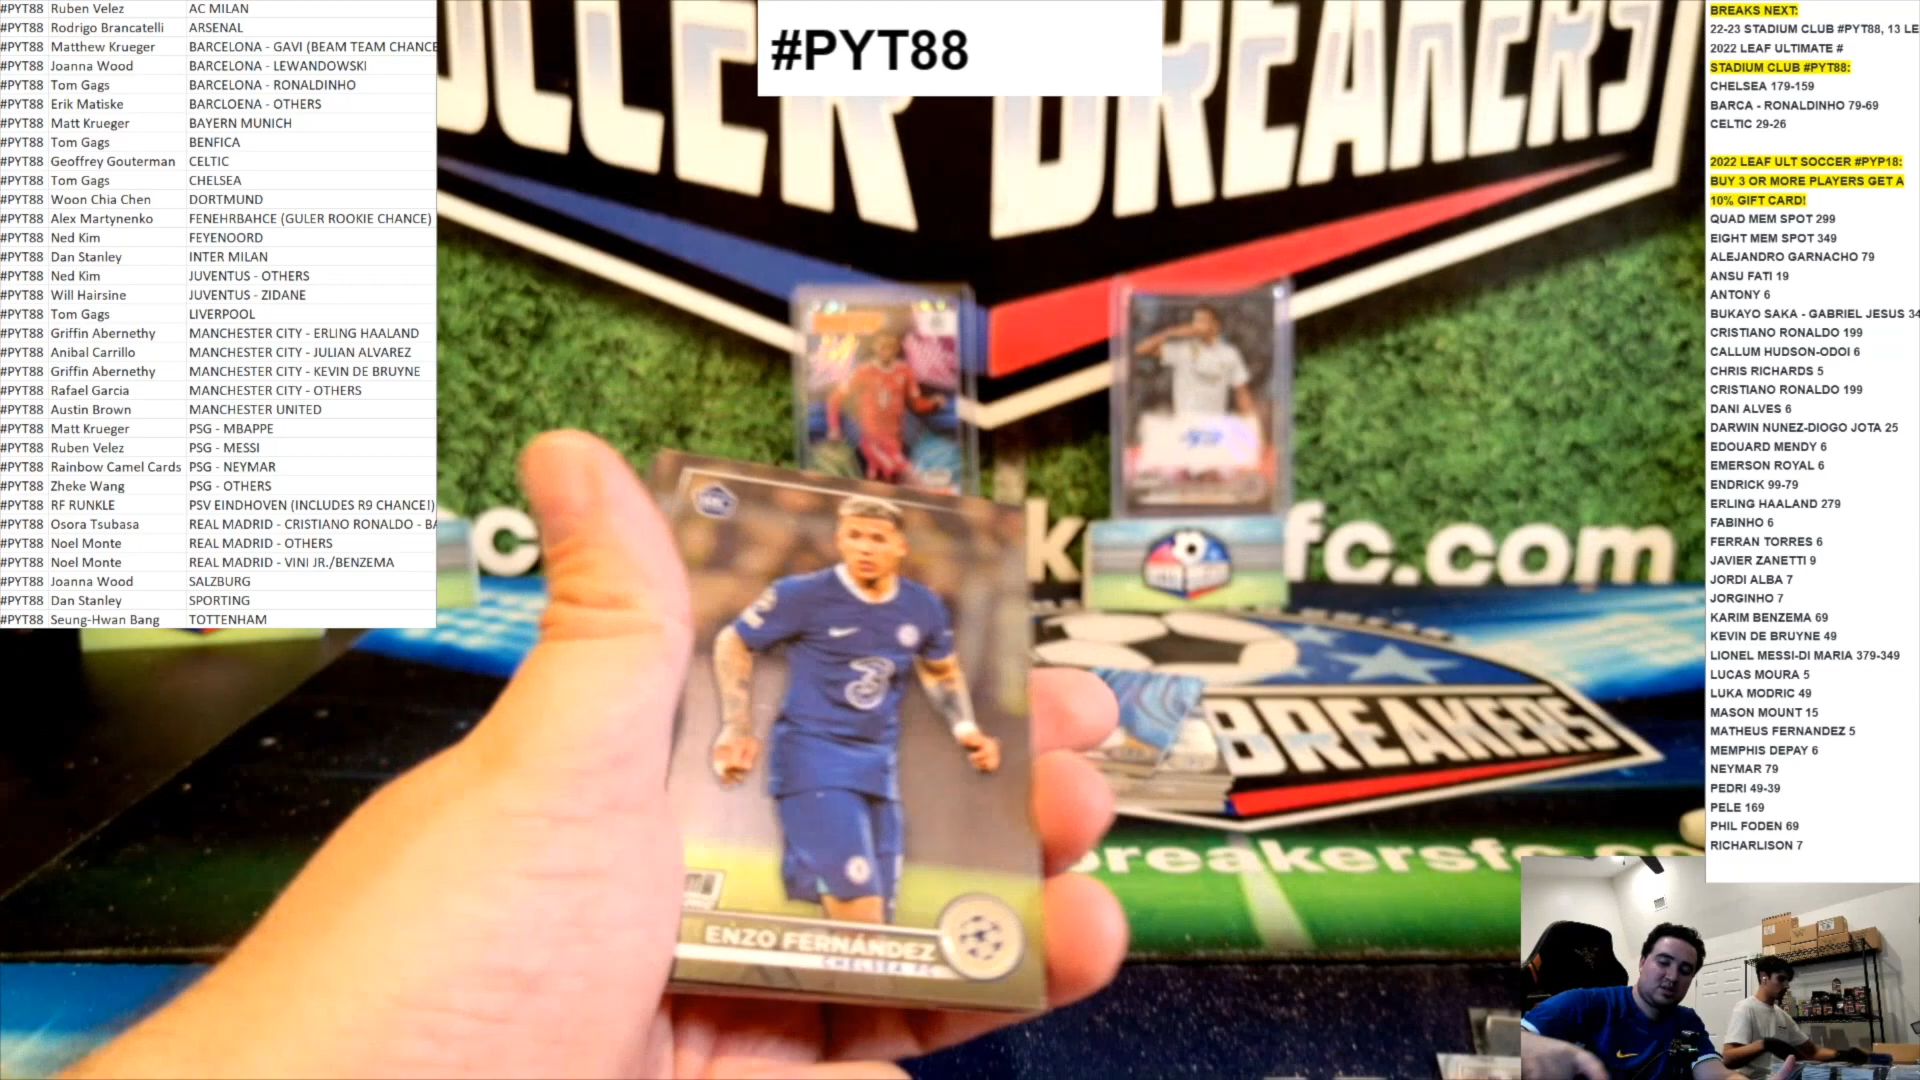 #PYT88 Ruben Velez AC MILAN
#PYT88 Rodrigo Brancatelli ARSENAL
#PYT88 Matthew Krueger BARCELONA - GAVI (BEAM TEAM CHANCE
#PYT88 Joanna Wood BARCELONA - LEWANDOWSKI
#PYT88 Tom Gags BARCELONA - RONALDINHO
#PYT88 Erik Matiske BARCLOENA - OTHERS
#PYT88 Matt Krueger BAYERN MUNICH
#PYT88 Tom Gags BENFICA
#PYT88 Geoffrey Gouterman CELTIC
#PYT88 Tom Gags CHELSEA
#PYT88 Woon Chia Chen DORTMUND
#PYT88 Alex Martynenko FENEHRBAHCE (GULER ROOKIE CHANCE)
#PYT88 Ned Kim FEYENOORD
#PYT88 Dan Stanley INTER MILAN
#PYT88 Ned Kim JUVENTUS - OTHERS
#PYT88 Will Hairsine JUVENTUS - ZIDANE
#PYT88 Tom Gags LIVERPOOL
#PYT88 Griffin Abernethy MANCHESTER CITY - ERLING HAALAND
#PYT88 Anibal Carrillo MANCHESTER CITY - JULIAN ALVAREZ
#PYT88 Griffin Abernethy MANCHESTER CITY - KEVIN DE BRUYNE
#PYT88 Rafael Garcia MANCHESTER CITY - OTHERS
#PYT88 Austin Brown MANCHESTER UNITED
#PYT88 Matt Krueger PSG - MBAPPE
#PYT88 Ruben Velez PSG - MESSI
#PYT88 Rainbow Camel Cards PSG - NEYMAR
#PYT88 Zheke Wang PSG - OTHERS
#PYT88 RF RUNKLE PSV EINDHOVEN (INCLUDES R9 CHANCE!)
#PYT88 Osora Tsubasa REAL MADRID - CRISTIANO RONALDO - BA
#PYT88 Noel Monte REAL MADRID - OTHERS
#PYT88 Noel Monte REAL MADRID - VINI JR./BENZEMA
#PYT88 Joanna Wood SALZBURG
#PYT88 Dan Stanley SPORTING
#PYT88 Seung-Hwan Bang TOTTENHAM
#PYT88
BREAKERS
fc.com
BREAKERS
breakersfc.co
ENZO FERNÁNDEZ
CHELSEA FC
BREAKS NEXT:
22-23 STADIUM CLUB #PYT88, 13 LE
2022 LEAF ULTIMATE #
STADIUM CLUB #PYT88:
CHELSEA 179-159
BARCA - RONALDINHO 79-69
CELTIC 29-26
2022 LEAF ULT SOCCER #PYP18:
BUY 3 OR MORE PLAYERS GET A
10% GIFT CARD!
QUAD MEM SPOT 299
EIGHT MEM SPOT 349
ALEJANDRO GARNACHO 79
ANSU FATI 19
ANTONY 6
BUKAYO SAKA - GABRIEL JESUS 34
CRISTIANO RONALDO 199
CALLUM HUDSON-ODOI 6
CHRIS RICHARDS 5
CRISTIANO RONALDO 199
DANI ALVES 6
DARWIN NUNEZ-DIOGO JOTA 25
EDOUARD MENDY 6
EMERSON ROYAL 6
ENDRICK 99-79
ERLING HAALAND 279
FABINHO 6
FERRAN TORRES 6
JAVIER ZANETTI 9
JORDI ALBA 7
JORGINHO 7
KARIM BENZEMA 69
KEVIN DE BRUYNE 49
LIONEL MESSI-DI MARIA 379-349
LUCAS MOURA 5
LUKA MODRIC 49
MASON MOUNT 15
MATHEUS FERNANDEZ 5
MEMPHIS DEPAY 6
NEYMAR 79
PEDRI 49-39
PELE 169
PHIL FODEN 69
RICHARLISON 7